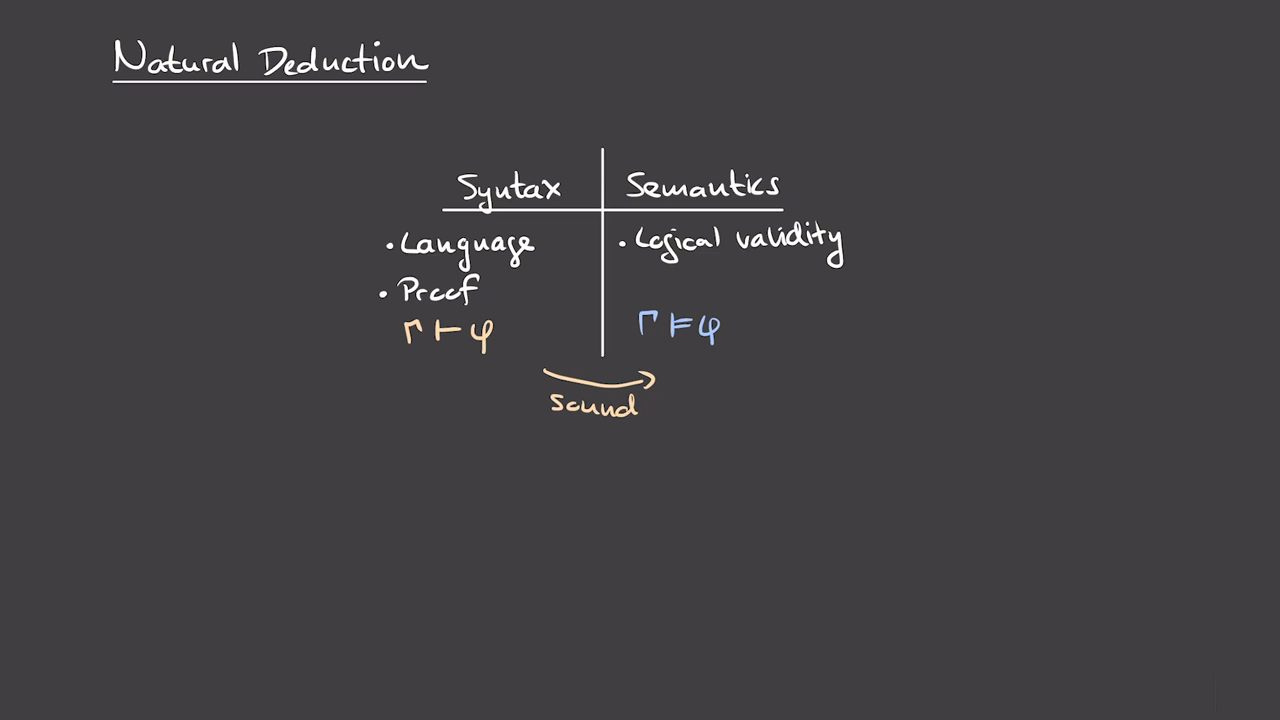 Natural Deduction
Syntax Semantics
• Language • Logical validity
• Proof
Γ ⊢ φ Γ ⊨ φ
sound